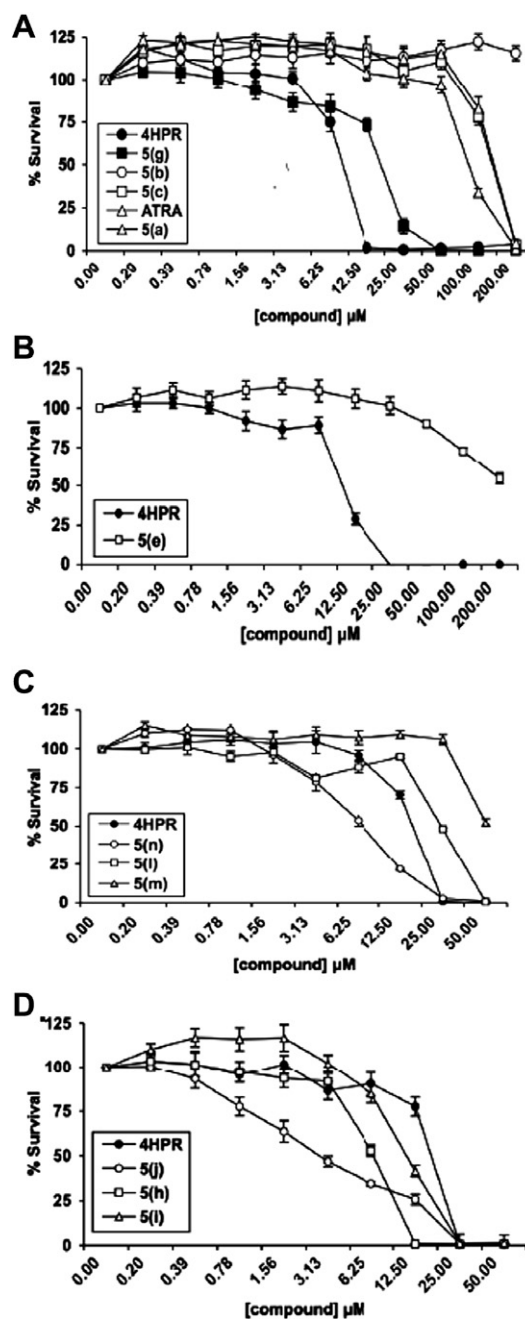 A
125
100
75
50
25
0
% Survival
4HPR
5(g)
5(b)
5(c)
ATRA
5(a)
0.00 0.20 0.39 0.78 1.56 3.13 6.25 12.50 25.00 50.00 100.00 200.00
[compound] µM
B
125
100
75
50
25
0
% Survival
4HPR
5(e)
0.00 0.20 0.39 0.78 1.56 3.13 6.25 12.50 25.00 50.00 100.00 200.00
[compound] µM
C
125
100
75
50
25
0
% Survival
4HPR
5(n)
5(l)
5(m)
0.00 0.20 0.39 0.78 1.56 3.13 6.25 12.50 25.00 50.00
[compound] µM
D
125
100
75
50
25
0
% Survival
4HPR
5(j)
5(h)
5(i)
0.00 0.20 0.39 0.78 1.56 3.13 6.25 12.50 25.00 50.00
[compound] µM